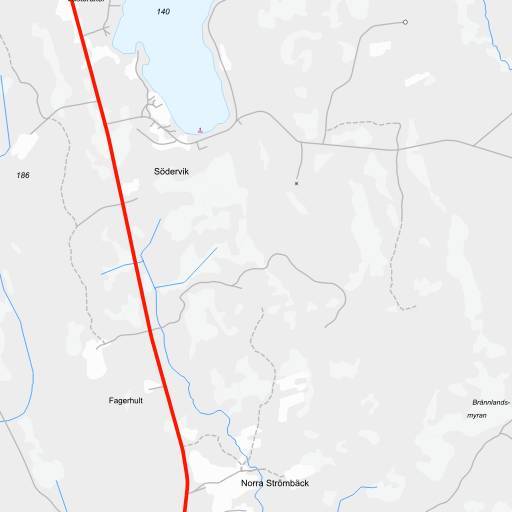 140
186
Södervik
Fagerhult
Brännlands-
myran
Norra Strömbäck